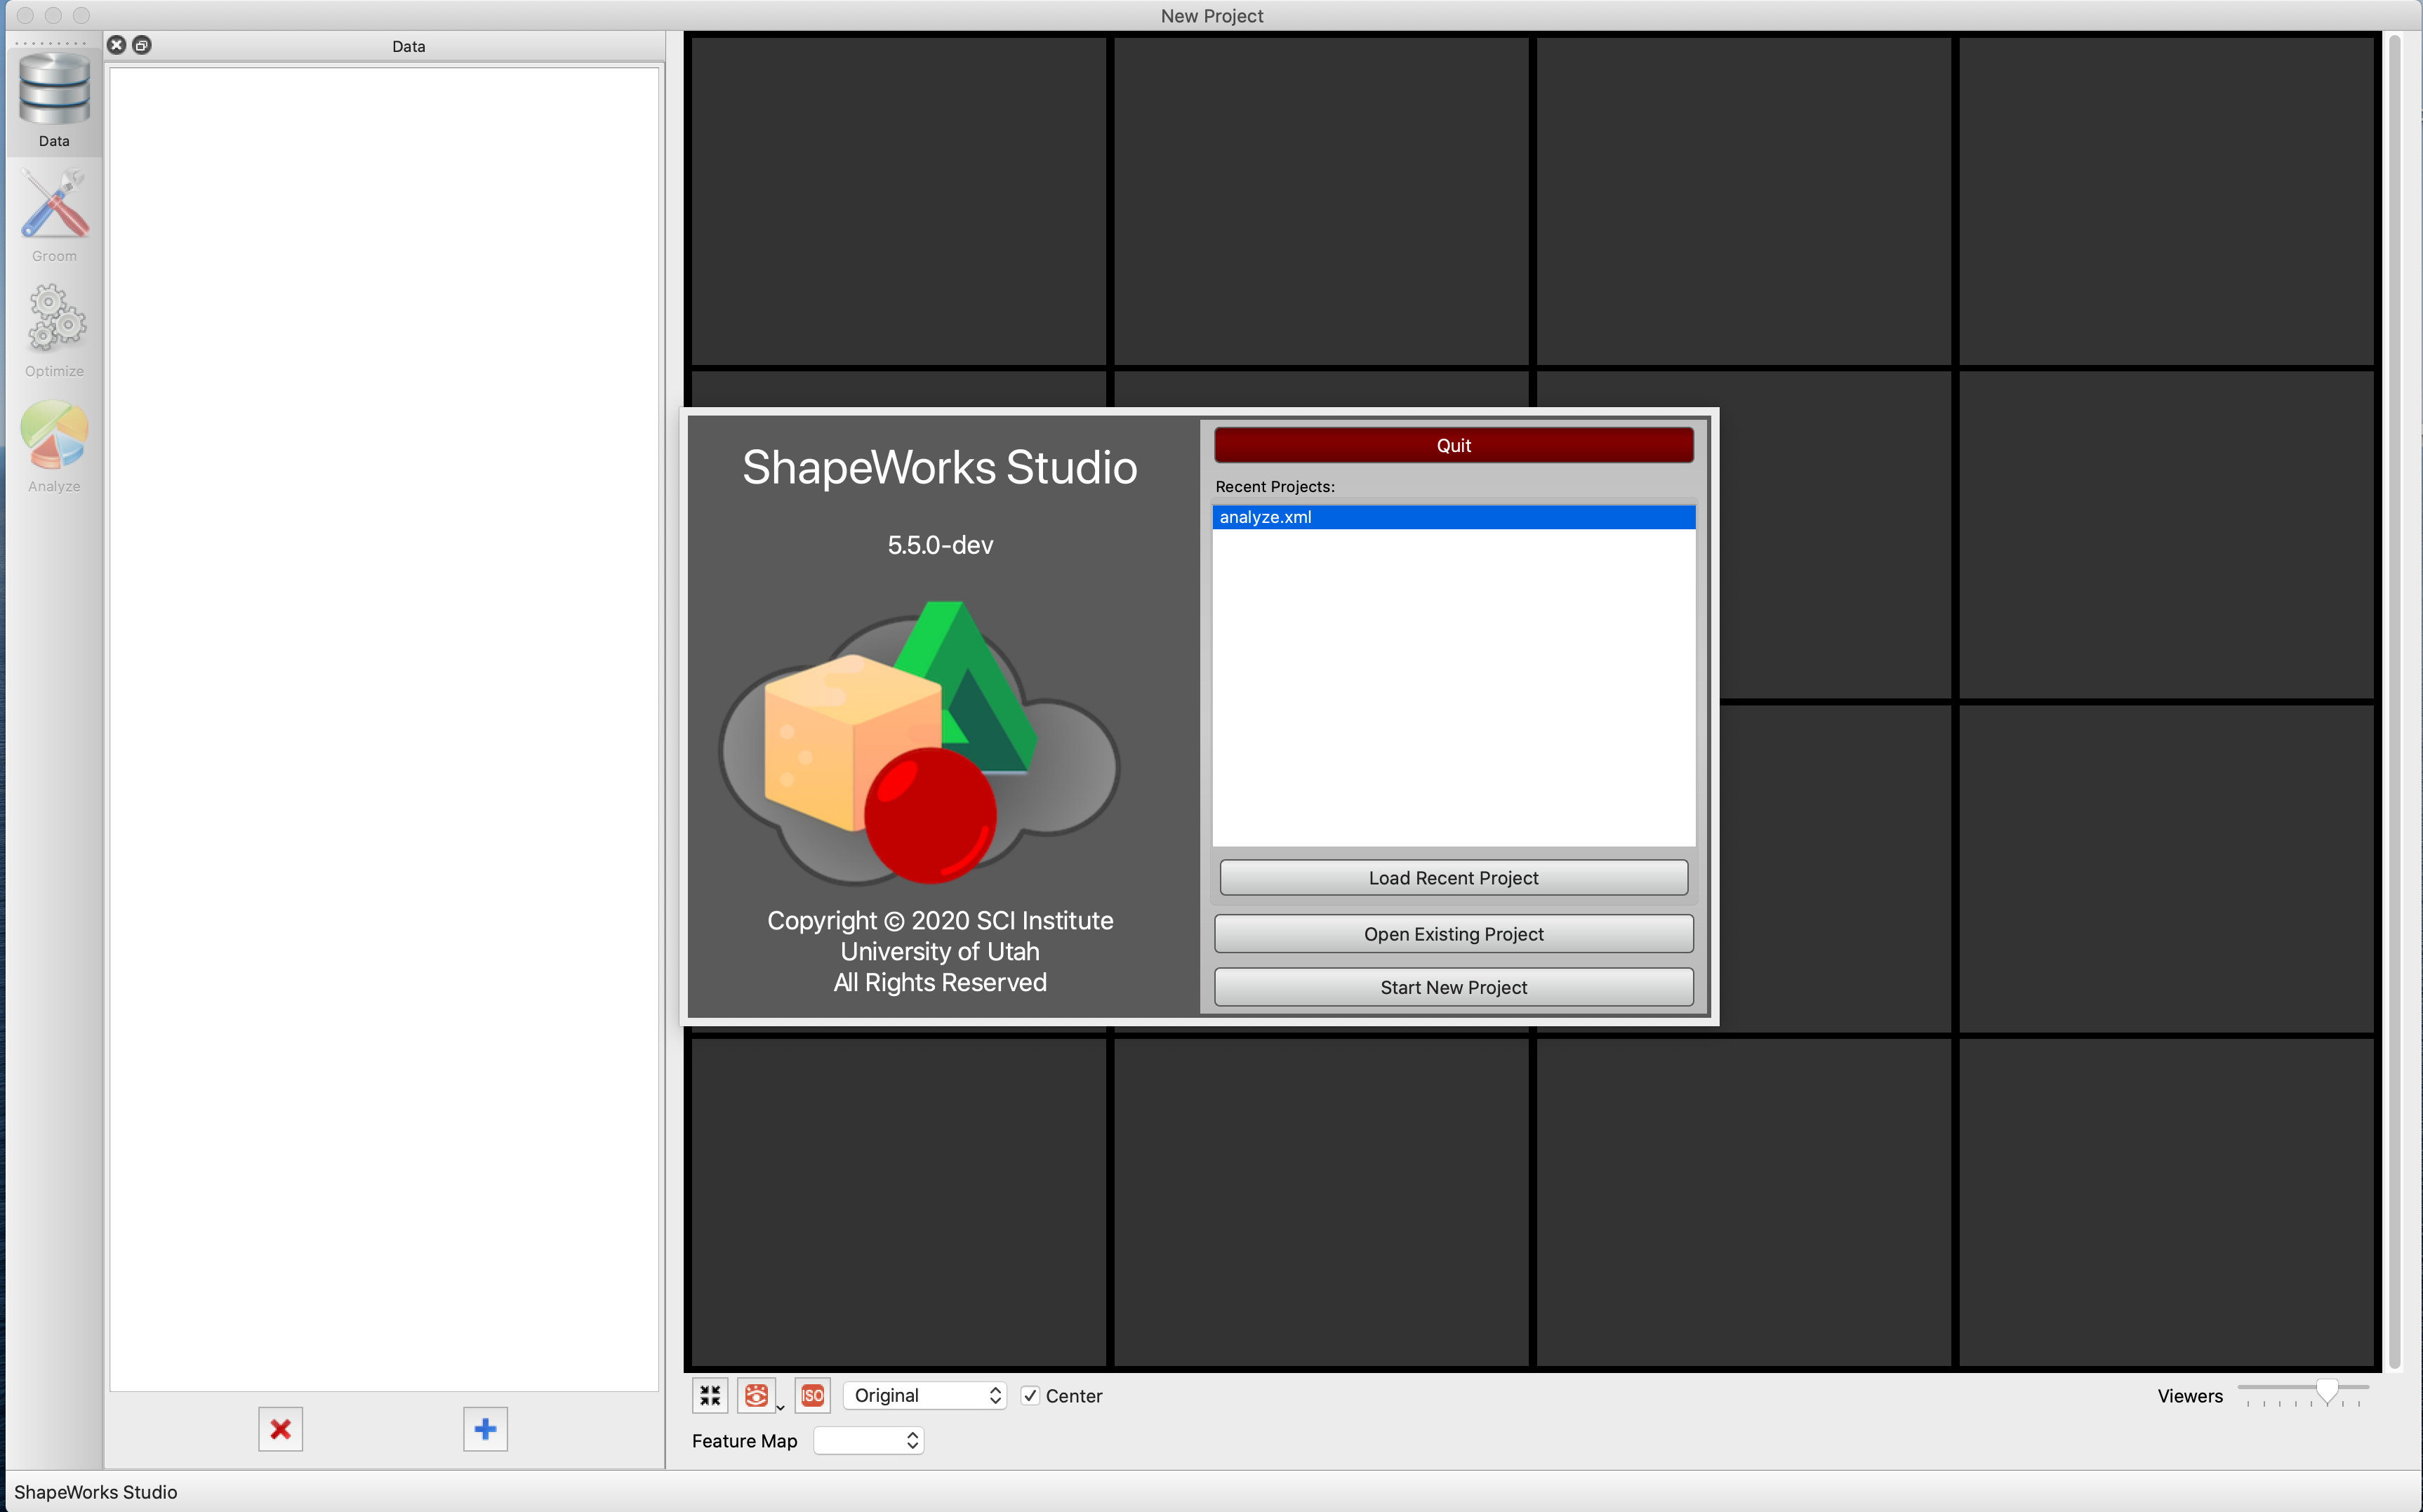 New Project
Data
Data
Groom
Optimize
Analyze
ShapeWorks Studio
5.5.0-dev
Copyright © 2020 SCI Institute
University of Utah
All Rights Reserved
Quit
Recent Projects:
analyze.xml
Load Recent Project
Open Existing Project
Start New Project
ISO
Original
Center
Viewers
Feature Map
ShapeWorks Studio